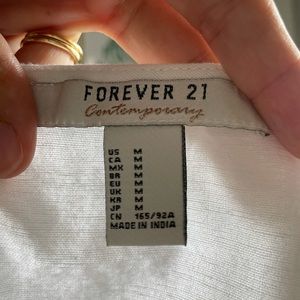 FOREVER 21
Contemporary
US M
CA M
MX M
BR M
EU M
UK M
KR M
JP M
CN 165/92A
MADE IN INDIA